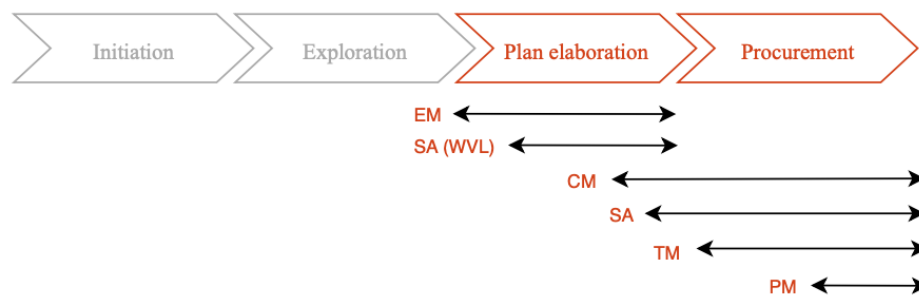 Initiation
Exploration
Plan elaboration
Procurement
EM
SA (WVL)
CM
SA
TM
PM